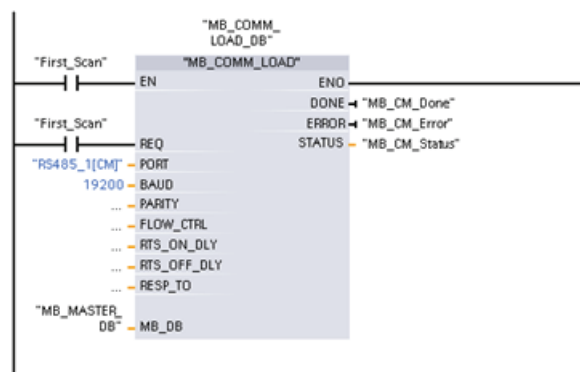 "MB_COMM_
LOAD_DB"
"First_Scan"
"MB_COMM_LOAD"
EN
ENO
DONE
"MB_CM_Done"
"First_Scan"
ERROR
"MB_CM_Error"
REQ
STATUS
"MB_CM_Status"
"RS485_1[CM]"
PORT
19200
BAUD
...
PARITY
...
FLOW_CTRL
...
RTS_ON_DLY
...
RTS_OFF_DLY
...
RESP_TO
"MB_MASTER_
DB"
MB_DB